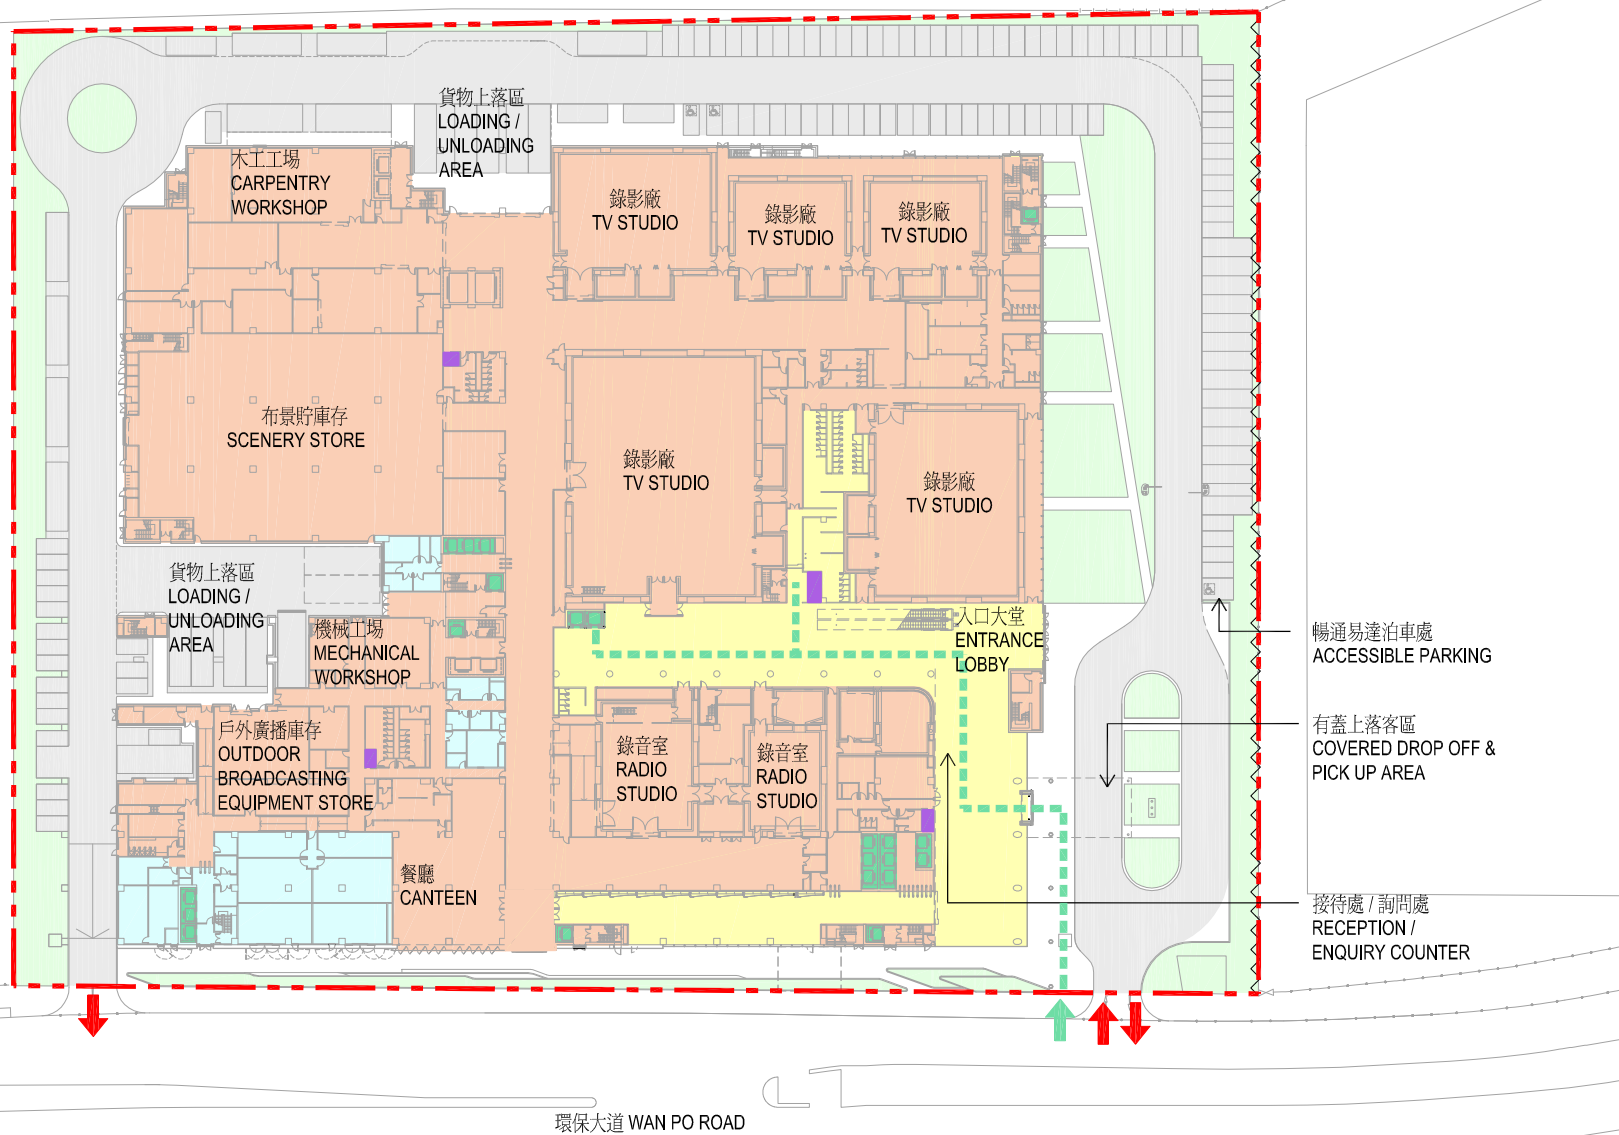 貨物上落區
LOADING /
UNLOADING
AREA
木工工場
CARPENTRY
WORKSHOP
錄影廠
TV STUDIO
錄影廠
TV STUDIO
錄影廠
TV STUDIO
布景貯庫存
SCENERY STORE
錄影廠
TV STUDIO
錄影廠
TV STUDIO
貨物上落區
LOADING /
UNLOADING
AREA
機械工場
MECHANICAL
WORKSHOP
入口大堂
ENTRANCE
LOBBY
暢通易達泊車處
ACCESSIBLE PARKING
戶外廣播庫存
OUTDOOR
BROADCASTING
EQUIPMENT STORE
錄音室
RADIO
STUDIO
錄音室
RADIO
STUDIO
有蓋上落客區
COVERED DROP OFF &
PICK UP AREA
餐廳
CANTEEN
接待處 / 詢問處
RECEPTION /
ENQUIRY COUNTER
環保大道 WAN PO ROAD